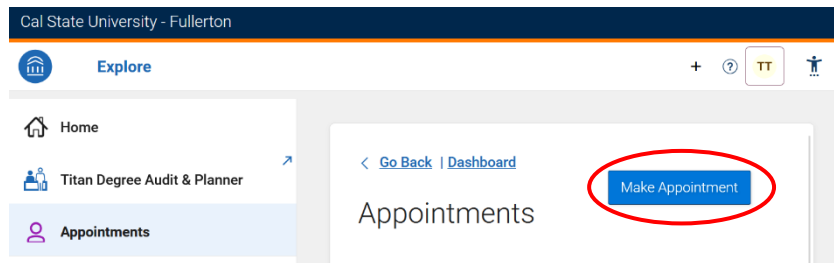 Cal State University - Fullerton
Explore
+ ? TT
Home
Titan Degree Audit & Planner
Appointments
< Go Back | Dashboard
Make Appointment
Appointments